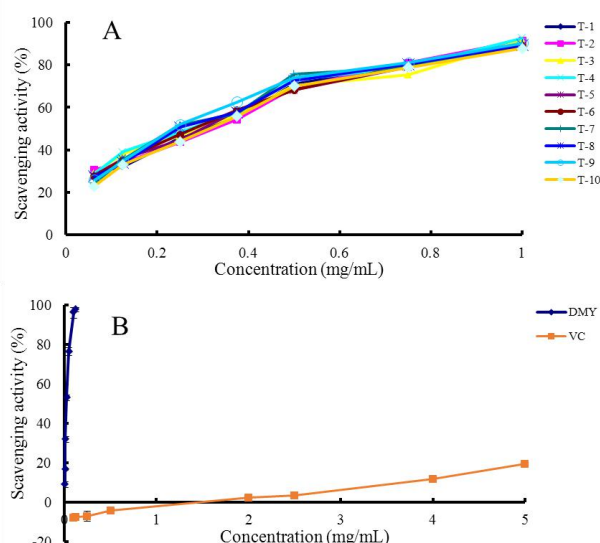 A
100
80
60
40
20
0
Scavenging activity (%)
0 0.2 0.4 0.6 0.8 1
Concentration (mg/mL)
T-1
T-2
T-3
T-4
T-5
T-6
T-7
T-8
T-9
T-10
B
100
80
60
40
20
0
-20
Scavenging activity (%)
0 1 2 3 4 5
Concentration (mg/mL)
DMY
VC